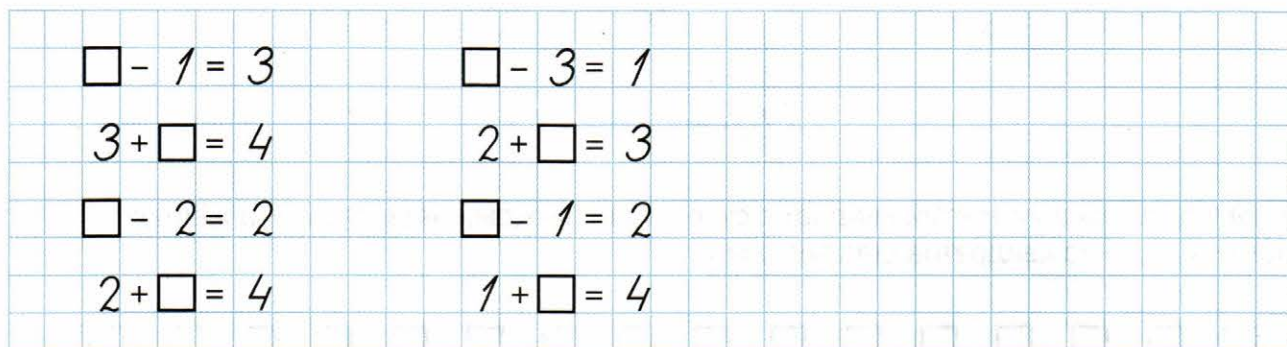 □ - 1 = 3
3 + □ = 4
□ - 2 = 2
2 + □ = 4
□ - 3 = 1
2 + □ = 3
□ - 1 = 2
1 + □ = 4